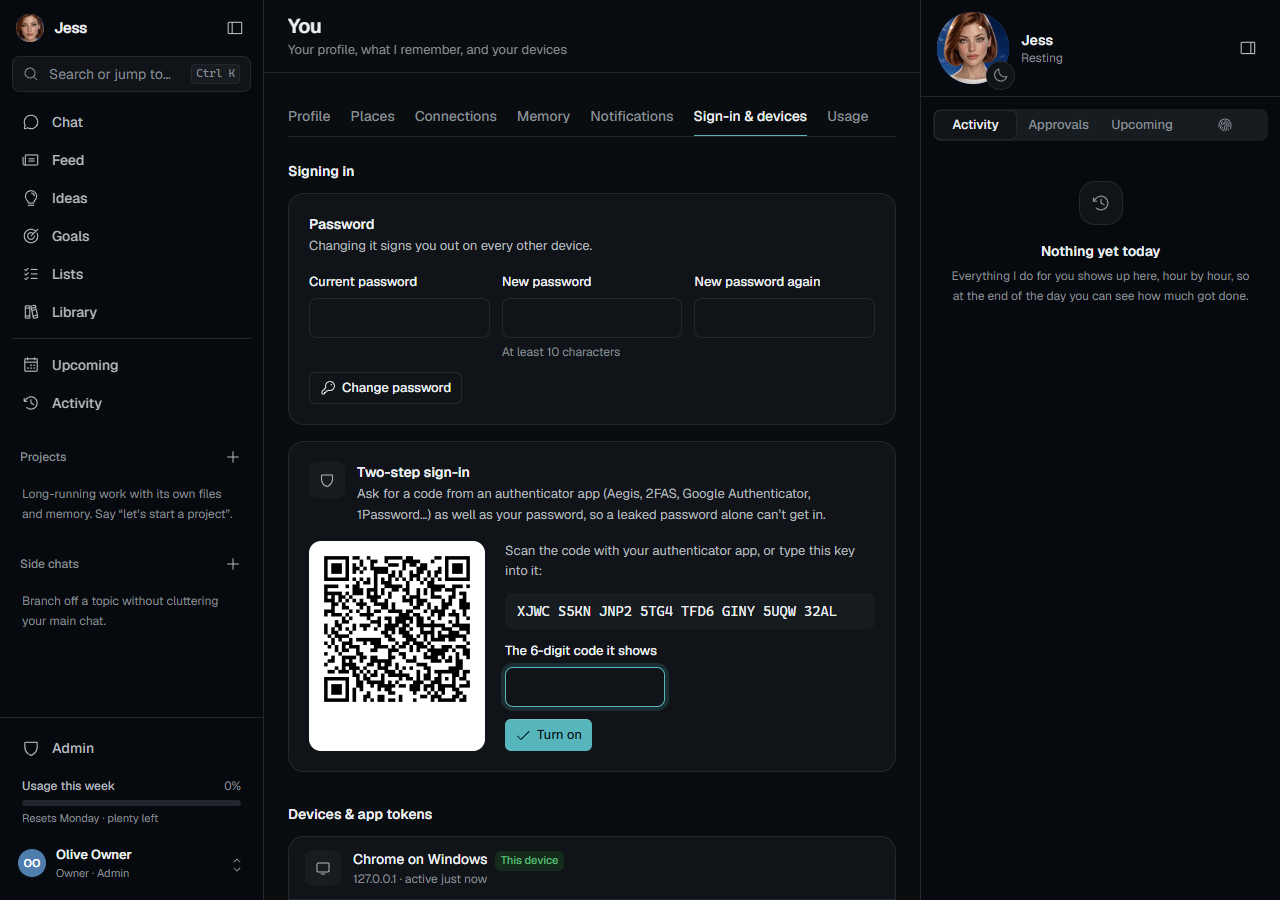 Jess
Search or jump to...
Ctrl K
Chat
Feed
Ideas
Goals
Lists
Library
Upcoming
Activity
Projects
Long-running work with its own files
and memory. Say “let’s start a project”.
Side chats
Branch off a topic without cluttering
your main chat.
Admin
Usage this week
0%
Resets Monday · plenty left
OO
Olive Owner
Owner · Admin
You
Your profile, what I remember, and your devices
Profile
Places
Connections
Memory
Notifications
Sign-in & devices
Usage
Signing in
Password
Changing it signs you out on every other device.
Current password
New password
New password again
At least 10 characters
Change password
Two-step sign-in
Ask for a code from an authenticator app (Aegis, 2FAS, Google Authenticator,
1Password…) as well as your password, so a leaked password alone can’t get in.
Scan the code with your authenticator app, or type this key
into it:
XJWC S5KN JNP2 5TG4 TFD6 GINY 5UQW 32AL
The 6-digit code it shows
Turn on
Devices & app tokens
Chrome on Windows
This device
127.0.0.1 · active just now
Jess
Resting
Activity
Approvals
Upcoming
Nothing yet today
Everything I do for you shows up here, hour by hour, so
at the end of the day you can see how much got done.